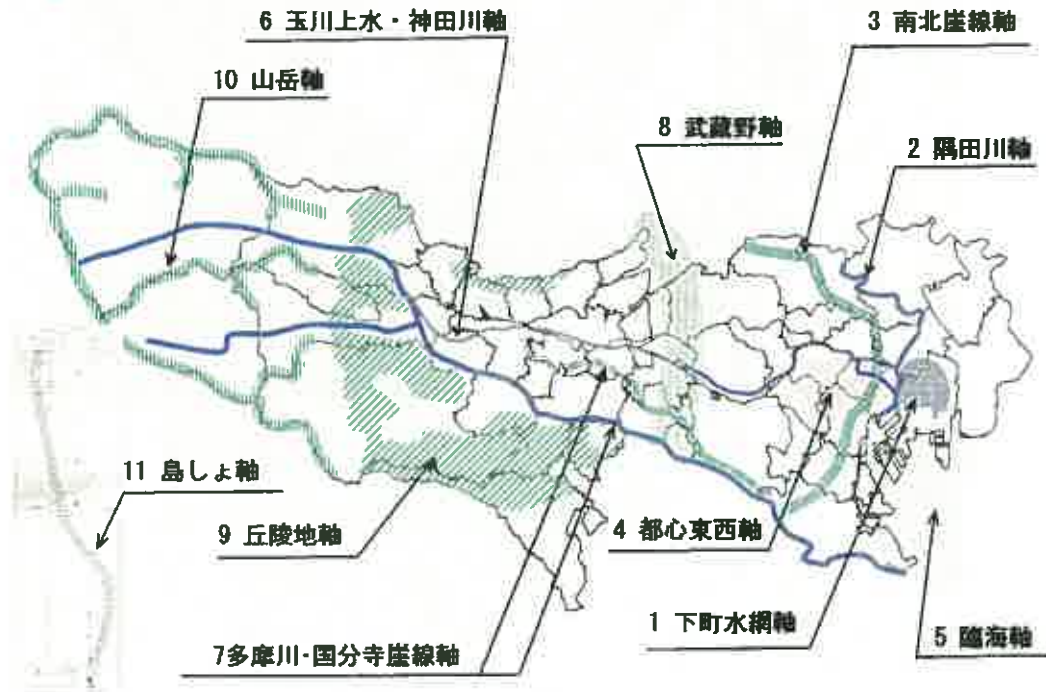 6 玉川上水・神田川軸
3 南北崖線軸
10 山岳軸
8 武蔵野軸
2 隅田川軸
11 島しょ軸
9 丘陵地軸
4 都心東西軸
1 下町水網軸
5 臨海軸
7多摩川･国分寺崖線軸